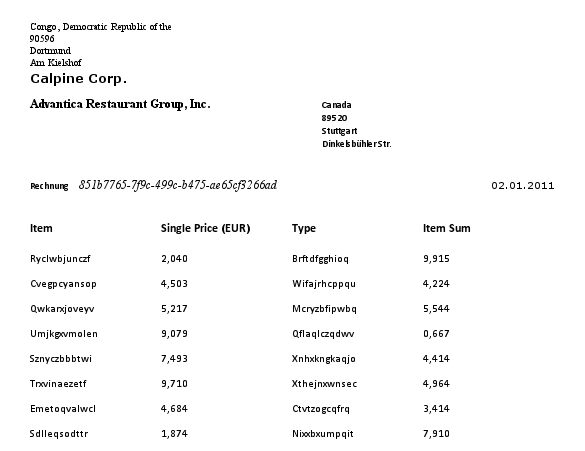 Congo, Democratic Republic of the
90596
Dortmund
Am Kielshof
Calpine Corp.
Advantica Restaurant Group, Inc.
Canada
89520
Stuttgart
Dinkelsbühler Str.
Rechnung 851b7765-7f9c-499c-b475-ae65cf3266ad 02.01.2011
Item Single Price (EUR) Type Item Sum
Ryclwbjunczf 2,040 Brftdfgghioq 9,915
Cvegpcyansop 4,503 Wifajrhcppqu 4,224
Qwkarxjoveyv 5,217 Mcryzbfipwbq 5,544
Umjkgxvmolen 9,079 Qflaqlczqdwv 0,667
Sznyczbbbtwi 7,493 Xnhxkngkaqjo 4,414
Trxvinaezetf 9,710 Xthejnxwnsec 4,964
Emetoqvalwcl 4,684 Ctvtzogcqfrq 3,414
Sdlleqsodttr 1,874 Nixxbxumpqit 7,910